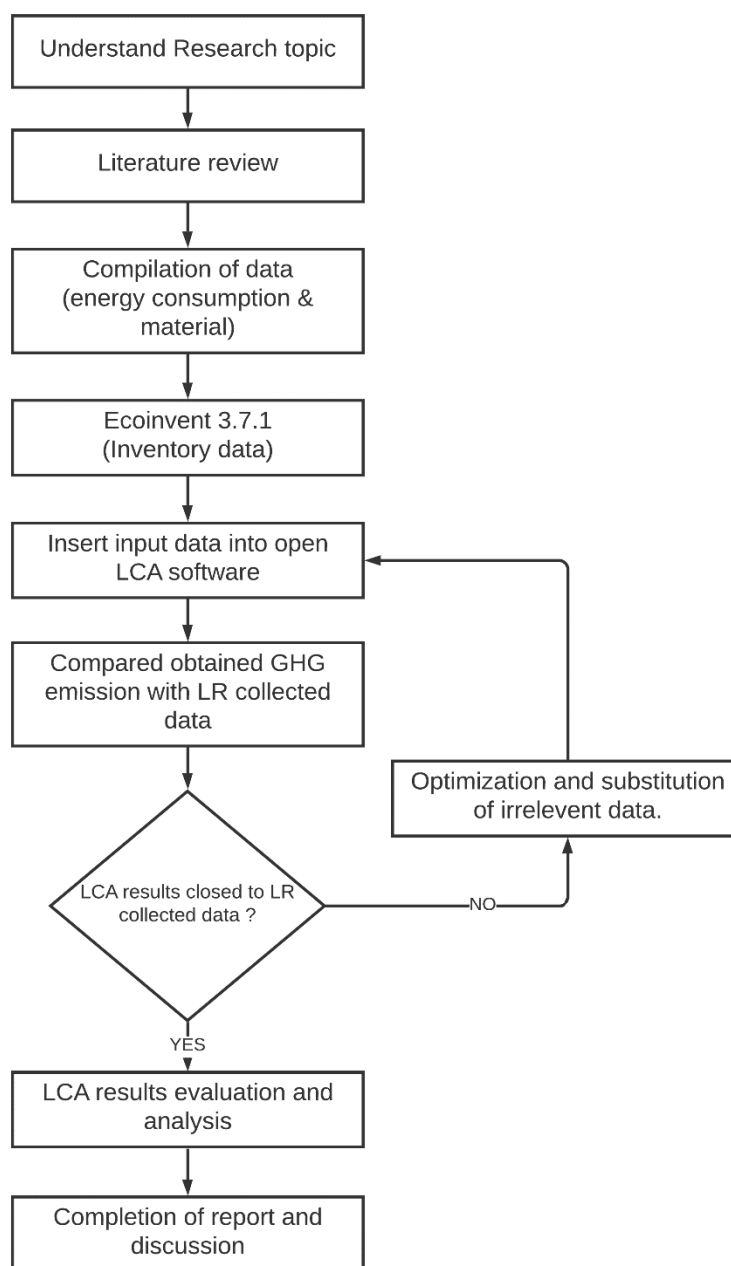 Understand Research topic
Literature review
Compilation of data
(energy consumption &
material)
Ecoinvent 3.7.1
(Inventory data)
Insert input data into open
LCA software
Compared obtained GHG
emission with LR collected
data
Optimization and substitution
of irrelevent data.
LCA results closed to LR
collected data ?
NO
YES
LCA results evaluation and
analysis
Completion of report and
discussion